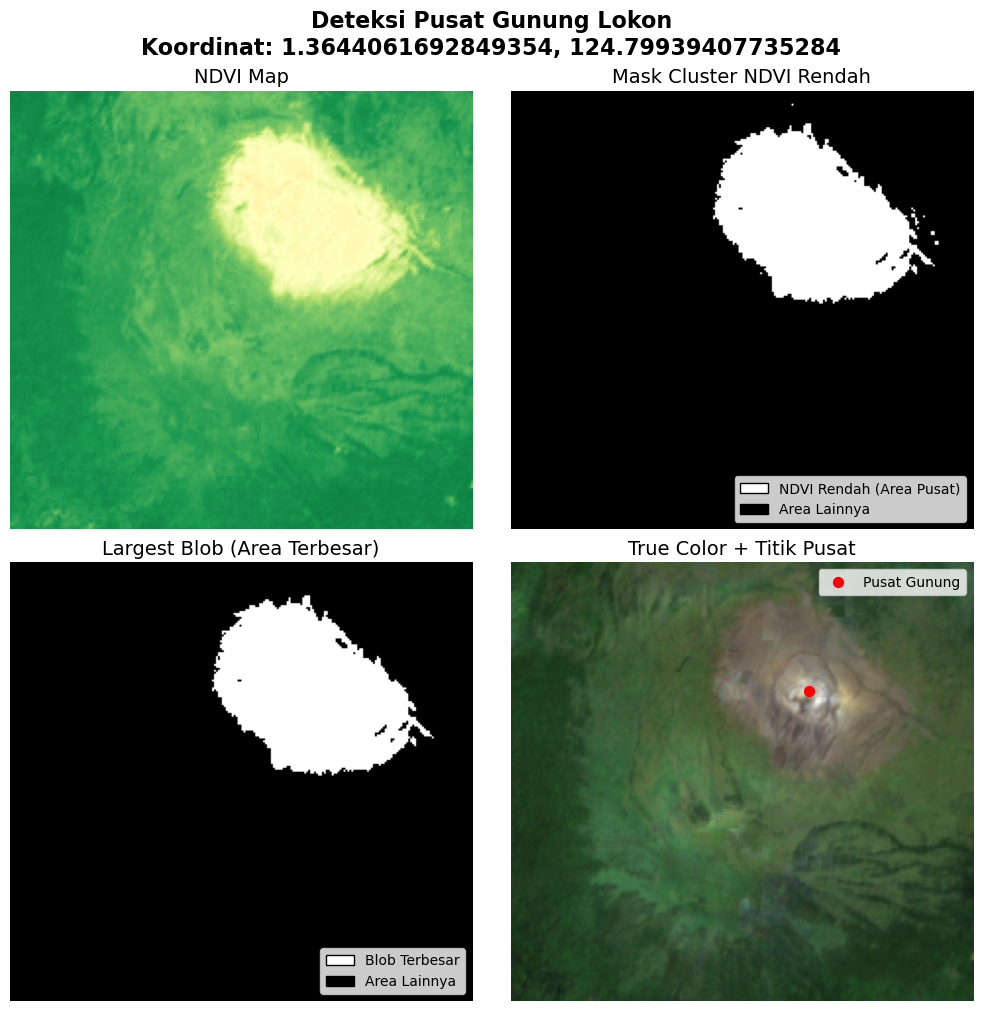 Deteksi Pusat Gunung Lokon
Koordinat: 1.3644061692849354, 124.79939407735284
NDVI Map
Mask Cluster NDVI Rendah
NDVI Rendah (Area Pusat)
Area Lainnya
Largest Blob (Area Terbesar)
True Color + Titik Pusat
Pusat Gunung
Blob Terbesar
Area Lainnya